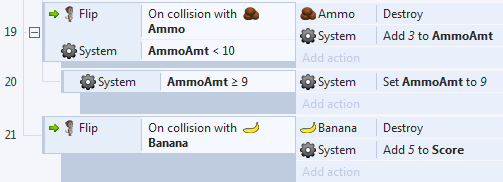 Flip On collision with Ammo Ammo Destroy
19 System AmmoAmt < 10 System Add 3 to AmmoAmt
Add action
20 System AmmoAmt ≥ 9 System Set AmmoAmt to 9
Add action
21 Flip On collision with Banana Banana Destroy
System Add 5 to Score
Add action